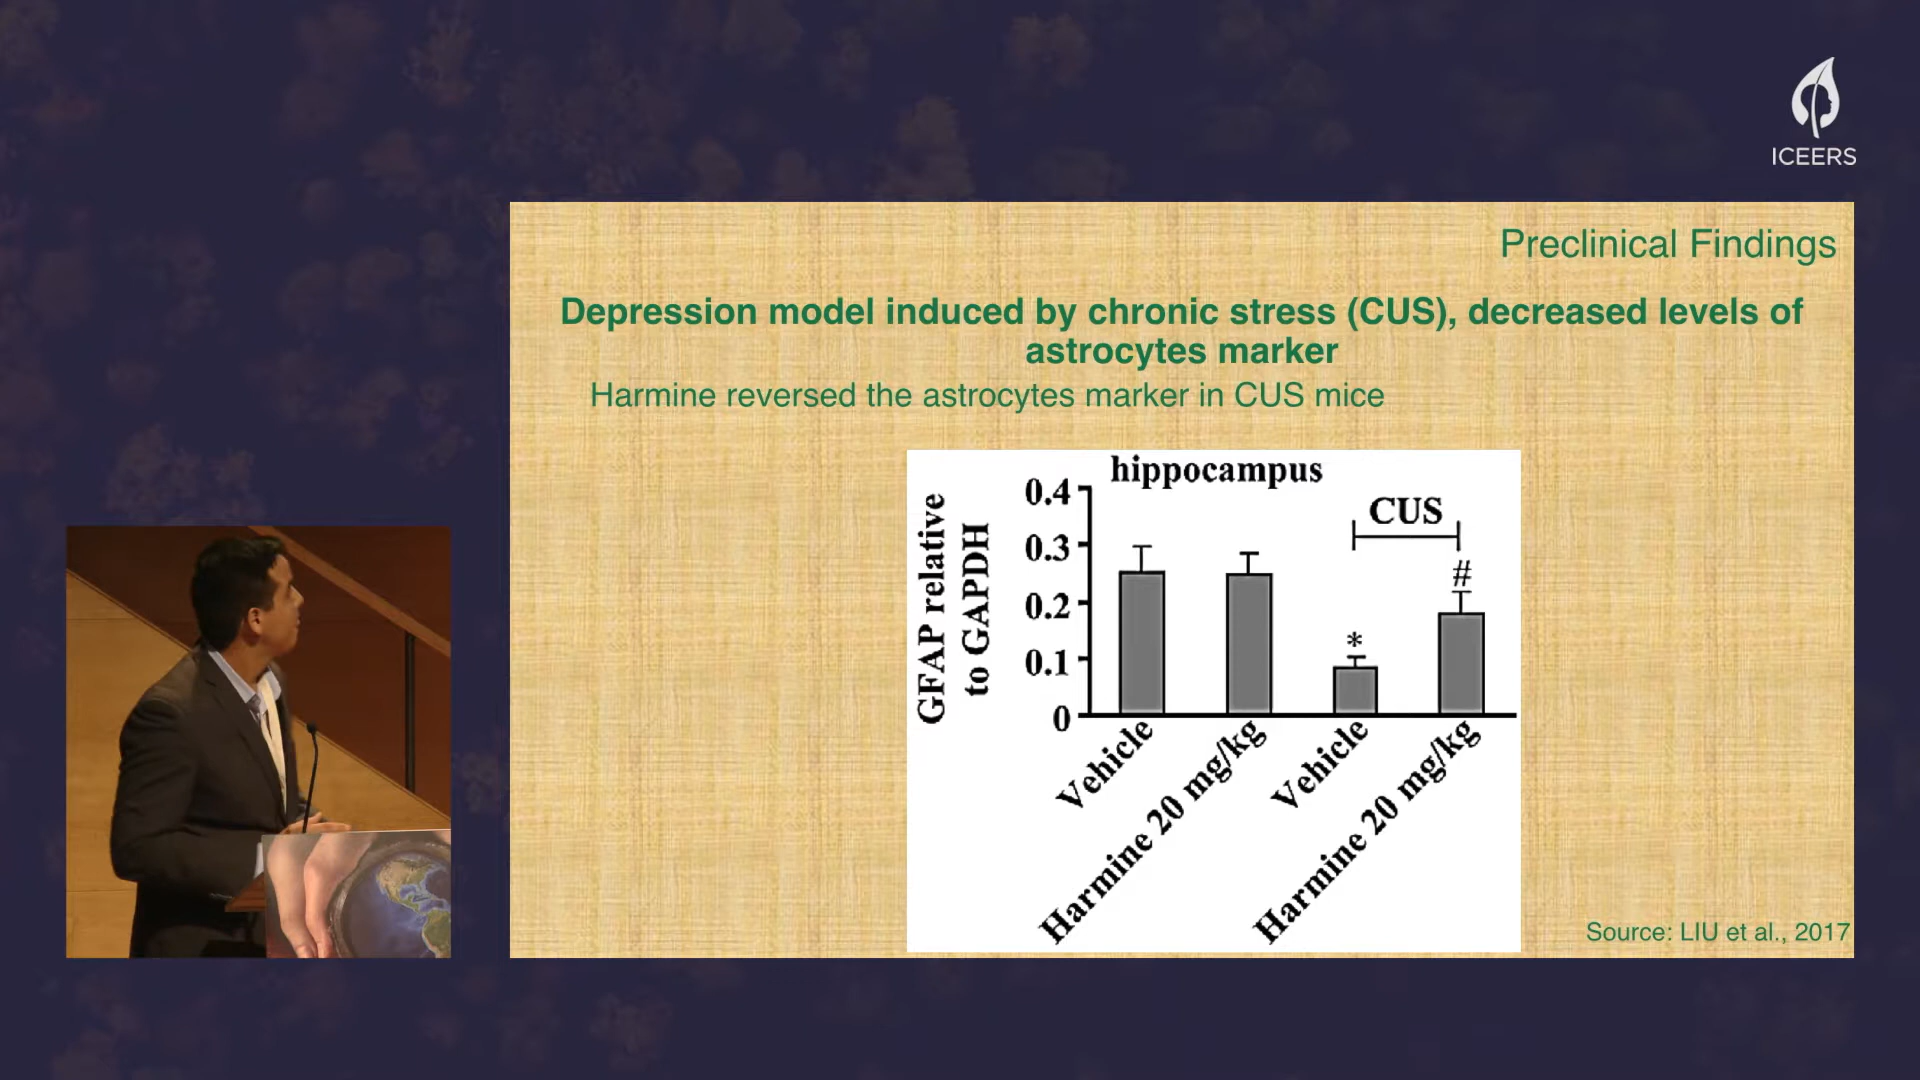 ICEERS
Preclinical Findings
Depression model induced by chronic stress (CUS), decreased levels of
astrocytes marker
Harmine reversed the astrocytes marker in CUS mice
hippocampus
GFAP relative
to GAPDH
0.4
0.3
0.2
0.1
0
CUS
*
#
Vehicle
Harmine 20 mg/kg
Vehicle
Harmine 20 mg/kg
Source: LIU et al., 2017